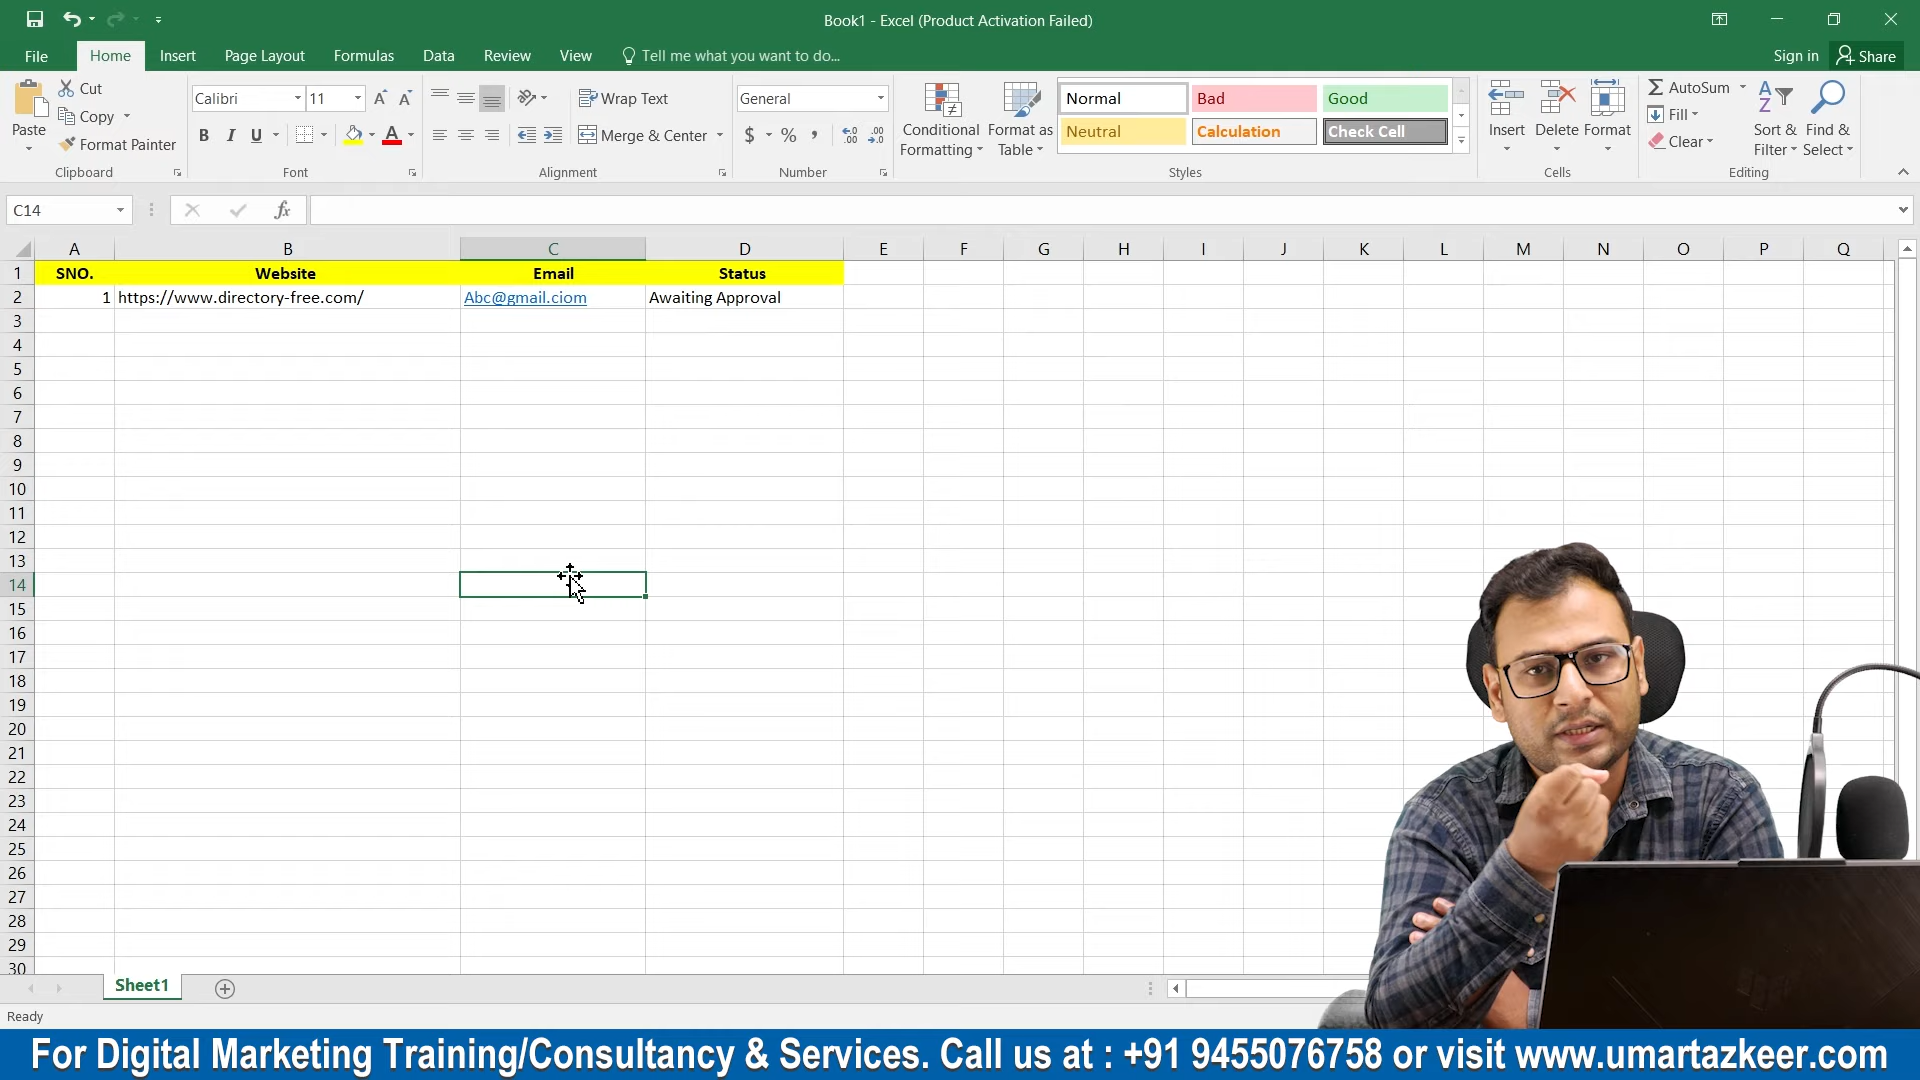 Book1 - Excel (Product Activation Failed)
File Home Insert Page Layout Formulas Data Review View Tell me what you want to do... Sign in Share
Paste Cut Copy Format Painter
Clipboard
Calibri 11
B I U A
Font
Wrap Text
Merge & Center
Alignment
General
$ % ,
Number
Conditional Formatting
Format as Table
Normal Bad Good
Neutral Calculation Check Cell
Styles
Insert Delete Format
Cells
AutoSum
Fill
Clear
Sort & Filter
Find & Select
Editing
C14 fx
A B C D E F G H I J K L M N O P Q
1 SNO. Website Email Status
2 1 https://www.directory-free.com/ Abc@gmail.ciom Awaiting Approval
3
4
5
6
7
8
9
10
11
12
13
14
15
16
17
18
19
20
21
22
23
24
25
26
27
28
29
30
Sheet1
Ready
For Digital Marketing Training/Consultancy & Services. Call us at : +91 9455076758 or visit www.umartazkeer.com